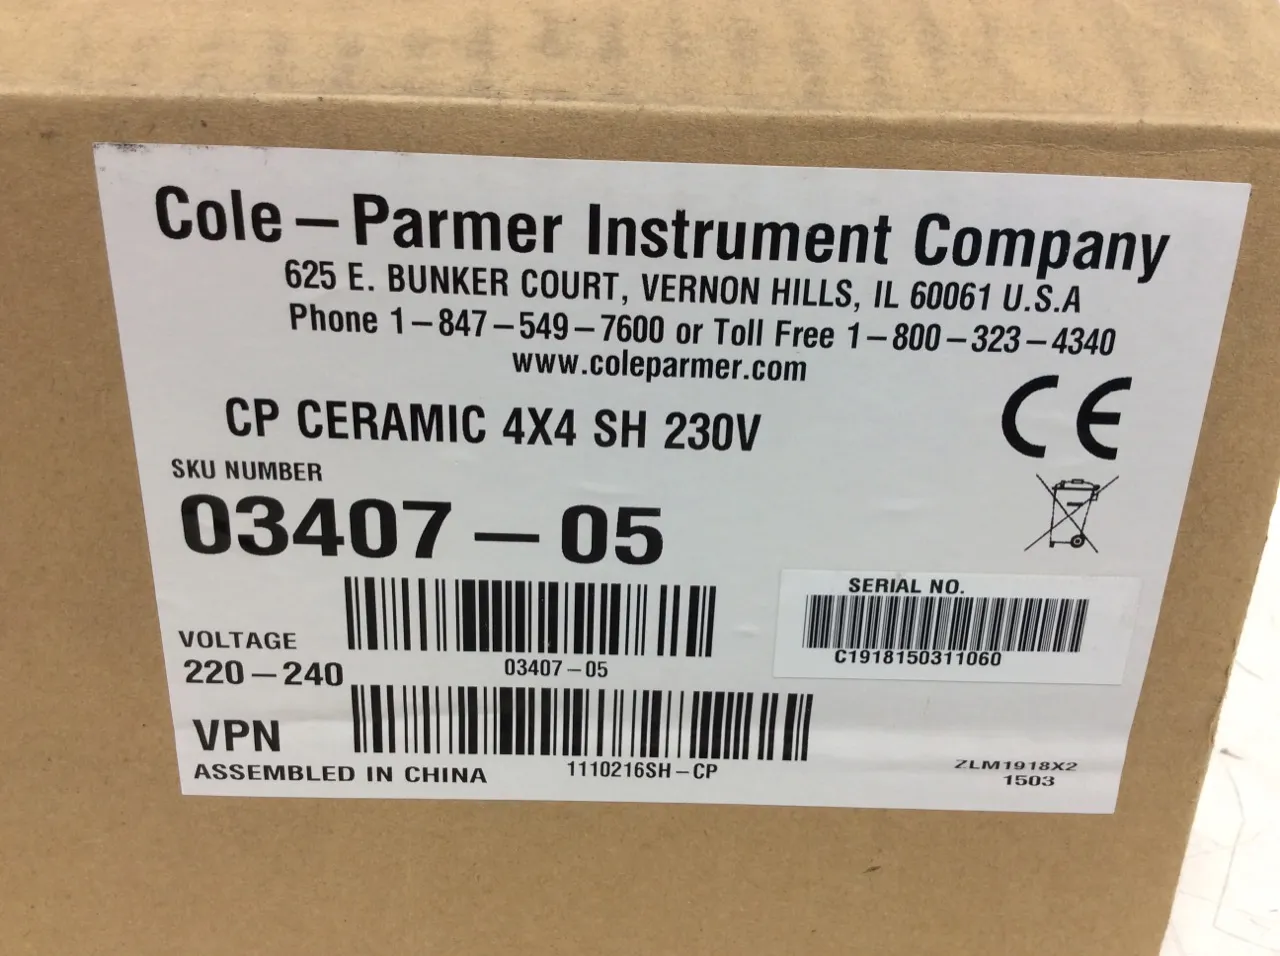 Cole-Parmer Instrument Company
625 E. BUNKER COURT, VERNON HILLS, IL 60061 U.S.A
Phone 1-847-549-7600 or Toll Free 1-800-323-4340
www.coleparmer.com
CP CERAMIC 4X4 SH 230V
CE
SKU NUMBER
03407-05
03407-05
SERIAL NO.
C1918150311060
VOLTAGE
220-240
VPN
1110216SH-CP
ASSEMBLED IN CHINA
ZLM1918X2
1503